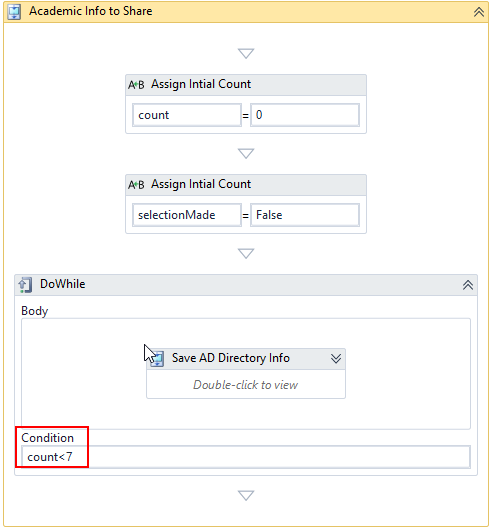 Academic Info to Share
A+B Assign Intial Count
count = 0
A+B Assign Intial Count
selectionMade = False
DoWhile
Body
Save AD Directory Info
Double-click to view
Condition
count<7